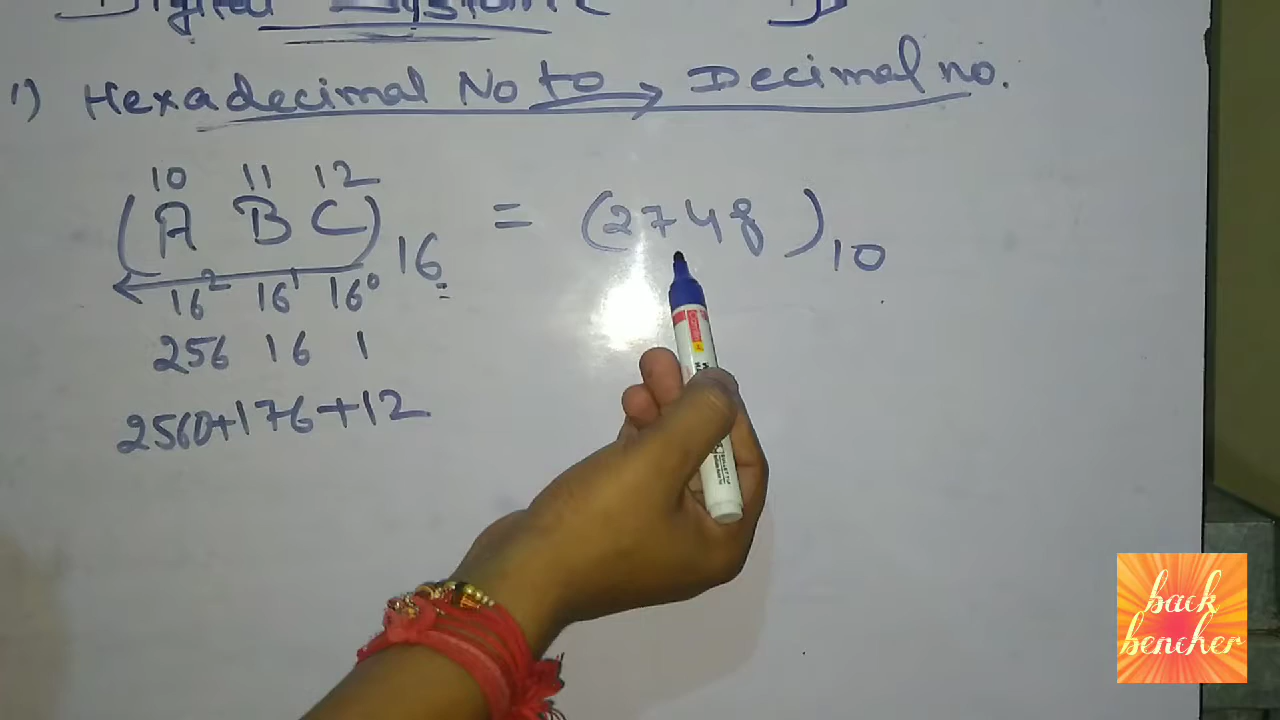 1) Hexadecimal No to → Decimal no.
10 11 12
(A B C)16 = (2748)10
16² 16¹ 16⁰
256 16 1
2560+176+12
back
bencher